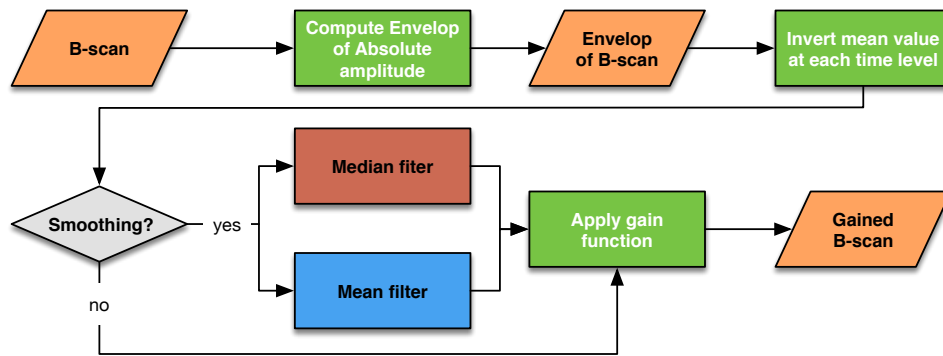 B-scan
Compute Envelop
of Absolute
amplitude
Envelop
of B-scan
Invert mean value
at each time level
Smoothing?
yes
no
Median fiter
Mean filter
Apply gain
function
Gained
B-scan